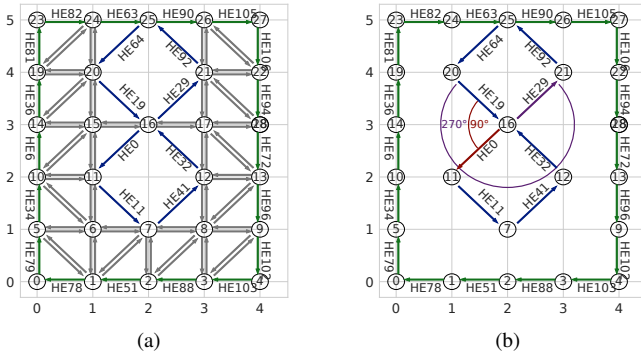 5 23 HE82 24 HE63 25 HE90 26 HE105 27
HE81 HE64 HE92
4 19 20 21 22
HE36 HE19 HE29 HE94
3 14 15 16 17 28
HE6 HE0 HE32 HE72
2 10 11 12 13
HE34 HE11 HE41 HE96
1 5 6 7 8 9
HE79 HE102
0 0 HE78 1 HE51 2 HE88 3 HE103 4
0 1 2 3 4
(a)
5 23 HE82 24 HE63 25 HE90 26 HE105 27
HE81 HE64 HE92
4 19 20 21 22
HE36 HE19 HE29 HE94
3 14 270° 90° 16 28
HE6 HE0 HE32 HE72
2 10 11 12 13
HE34 HE11 HE41 HE96
1 5 7 9
HE79 HE102
0 0 HE78 1 HE51 2 HE88 3 HE103 4
0 1 2 3 4
(b)